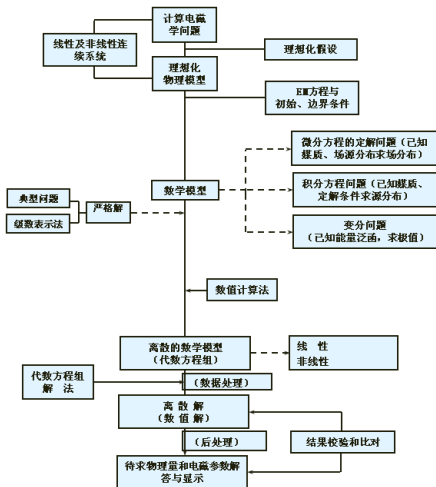 计算电磁
学问题
线性及非线性连
续系统
理想化假设
理想化
物理模型
EM方程与
初始、边界条件
微分方程的定解问题(已知
媒质、场源分布求场分布)
数学模型
积分方程问题(已知媒质、
定解条件求源分布)
典型问题
严格解
级数表示法
变分问题
(已知能量泛函,求极值)
数值计算法
离散的数学模型
(代数方程组)
线 性
非线性
代数方程组
解 法
(数据处理)
离 散 解
(数 值 解)
(后处理)
结果校验和比对
待求物理量和电磁参数解
答与显示